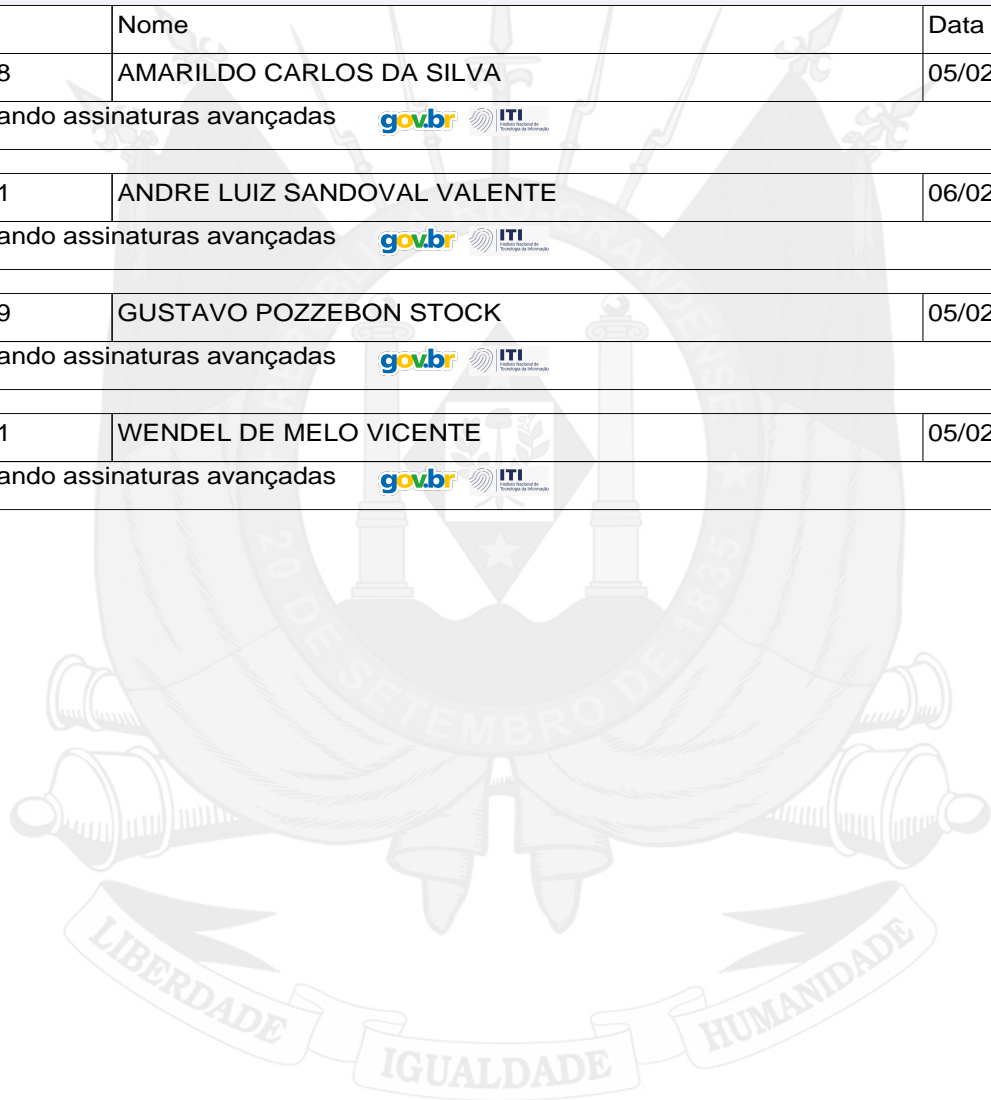 Nome Data
8 AMARILDO CARLOS DA SILVA 05/02
ando assinaturas avançadas gov.br ITI
1 ANDRE LUIZ SANDOVAL VALENTE 06/02
ando assinaturas avançadas gov.br ITI
9 GUSTAVO POZZEBON STOCK 05/02
ando assinaturas avançadas gov.br ITI
1 WENDEL DE MELO VICENTE 05/02
ando assinaturas avançadas gov.br ITI
20 DE SETEMBRO DE 1835
LIBERDADE IGUALDADE HUMANIDADE